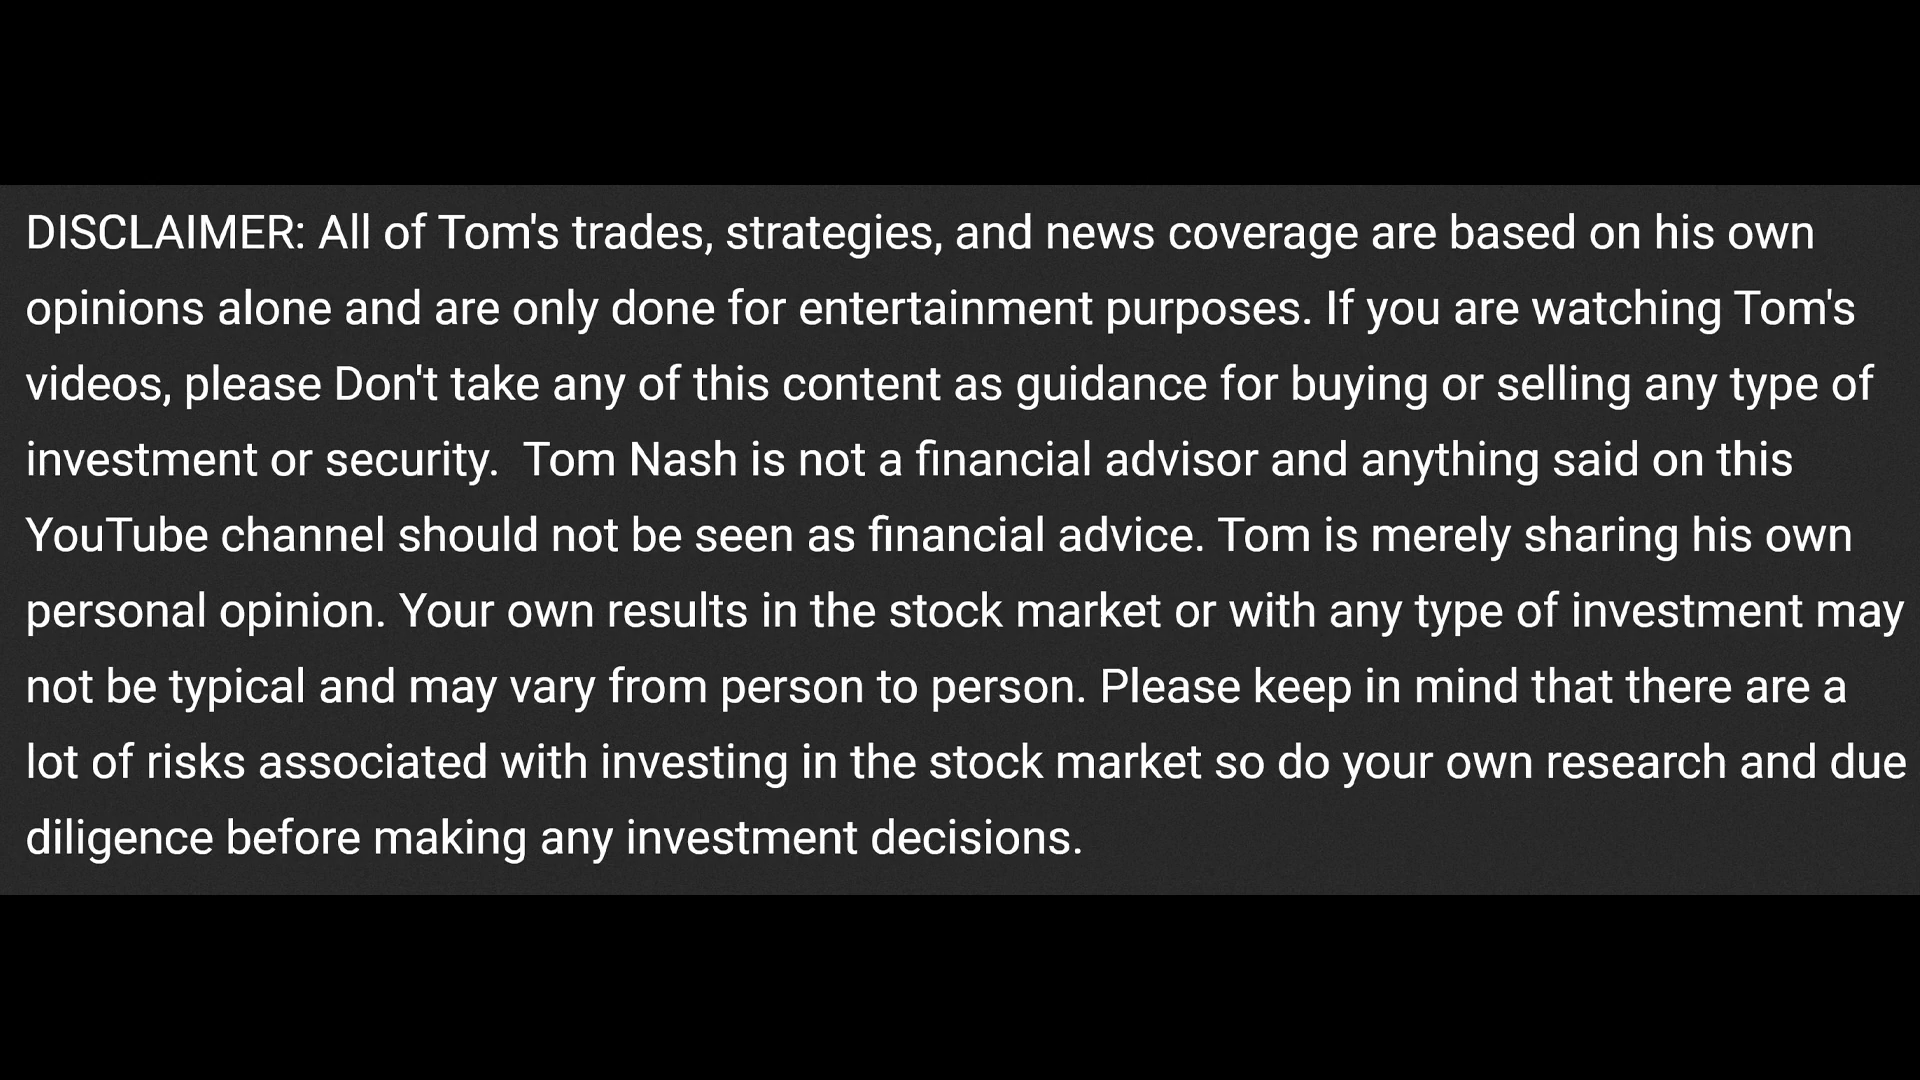 DISCLAIMER: All of Tom's trades, strategies, and news coverage are based on his own
opinions alone and are only done for entertainment purposes. If you are watching Tom's
videos, please Don't take any of this content as guidance for buying or selling any type of
investment or security.  Tom Nash is not a financial advisor and anything said on this
YouTube channel should not be seen as financial advice. Tom is merely sharing his own
personal opinion. Your own results in the stock market or with any type of investment may
not be typical and may vary from person to person. Please keep in mind that there are a
lot of risks associated with investing in the stock market so do your own research and due
diligence before making any investment decisions.